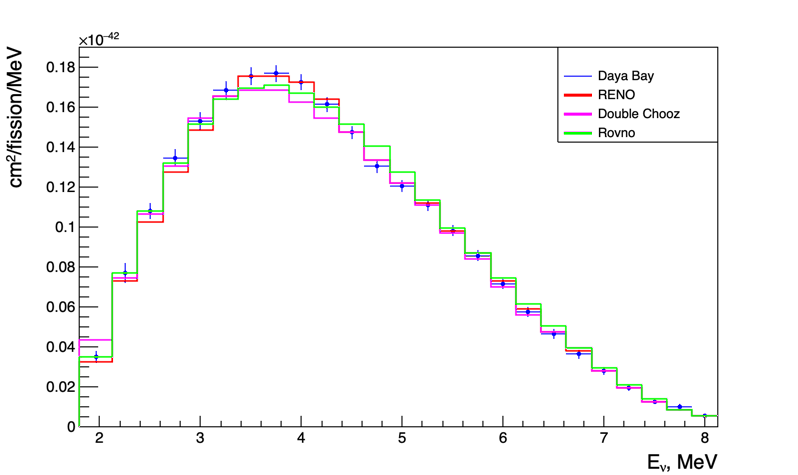 ×10⁻⁴²
cm²/fission/MeV
0.18
0.16
0.14
0.12
0.1
0.08
0.06
0.04
0.02
0
2 3 4 5 6 7 8
Eν, MeV
Daya Bay
RENO
Double Chooz
Rovno